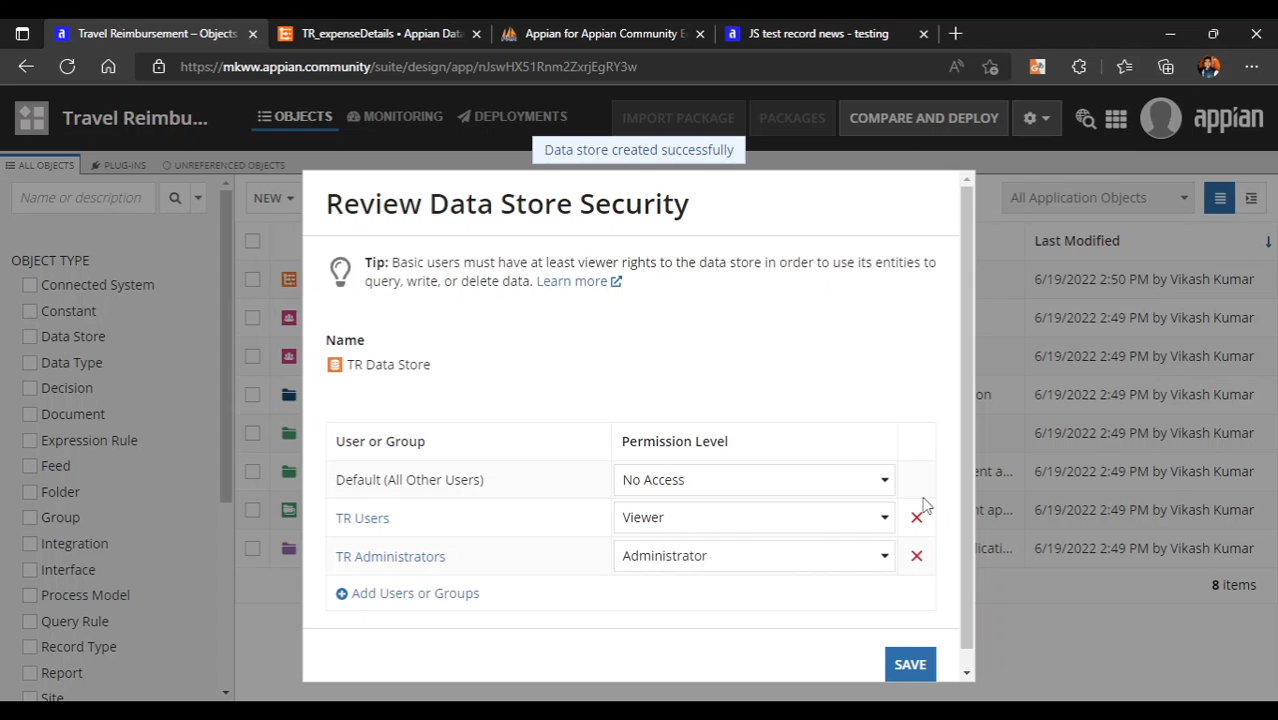 Travel Reimbursement – Objects
TR_expenseDetails • Appian Data
Appian for Appian Community E
JS test record news - testing
https://mkww.appian.community/suite/design/app/nJswHX51Rnm2ZxrjEgRY3w
Travel Reimbu...
OBJECTS
MONITORING
DEPLOYMENTS
IMPORT PACKAGE
PACKAGES
COMPARE AND DEPLOY
appian
Data store created successfully
ALL OBJECTS
PLUG-INS
UNREFERENCED OBJECTS
Name or description
NEW
All Application Objects
Last Modified
OBJECT TYPE
Connected System
Constant
Data Store
Data Type
Decision
Document
Expression Rule
Feed
Folder
Group
Integration
Interface
Process Model
Query Rule
Record Type
Report
Site
Review Data Store Security
Tip: Basic users must have at least viewer rights to the data store in order to use its entities to
query, write, or delete data. Learn more
Name
TR Data Store
User or Group
Permission Level
Default (All Other Users)
No Access
TR Users
Viewer
TR Administrators
Administrator
Add Users or Groups
SAVE
6/19/2022 2:50 PM by Vikash Kumar
6/19/2022 2:49 PM by Vikash Kumar
6/19/2022 2:49 PM by Vikash Kumar
on
6/19/2022 2:49 PM by Vikash Kumar
6/19/2022 2:49 PM by Vikash Kumar
ent a...
6/19/2022 2:49 PM by Vikash Kumar
nt ap...
6/19/2022 2:49 PM by Vikash Kumar
licati...
6/19/2022 2:49 PM by Vikash Kumar
8 items